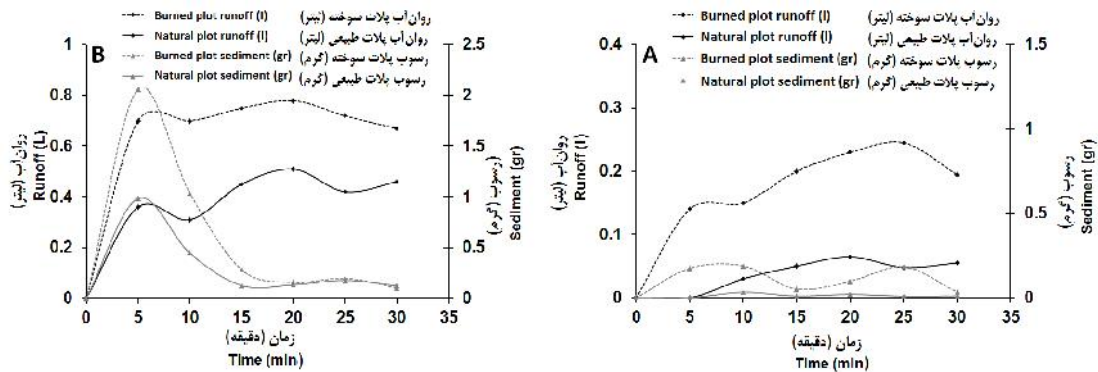 B
Burned plot runoff (l) روان‌آب پلات سوخته (لیتر)
Natural plot runoff (l) روان‌آب پلات طبیعی (لیتر)
Burned plot sediment (gr) رسوب پلات سوخته (گرم)
Natural plot sediment (gr) رسوب پلات طبیعی (گرم)
روان‌آب (لیتر)
Runoff (L)
1
0.8
0.6
0.4
0.2
0
2.5
2
1.5
1
0.5
0
رسوب (گرم)
Sediment (gr)
0 5 10 15 20 25 30 35
زمان (دقیقه)
Time (min)
A
Burned plot runoff (l) روان‌آب پلات سوخته (لیتر)
Natural plot runoff (l) روان‌آب پلات طبیعی (لیتر)
Burned plot sediment (gr) رسوب پلات سوخته (گرم)
Natural plot sediment (gr) رسوب پلات طبیعی (گرم)
روان‌آب (لیتر)
Runoff (l)
0.4
0.3
0.2
0.1
0
1.5
1
0.5
0
رسوب (گرم)
Sediment (gr)
0 5 10 15 20 25 30 35
زمان (دقیقه)
Time (min)